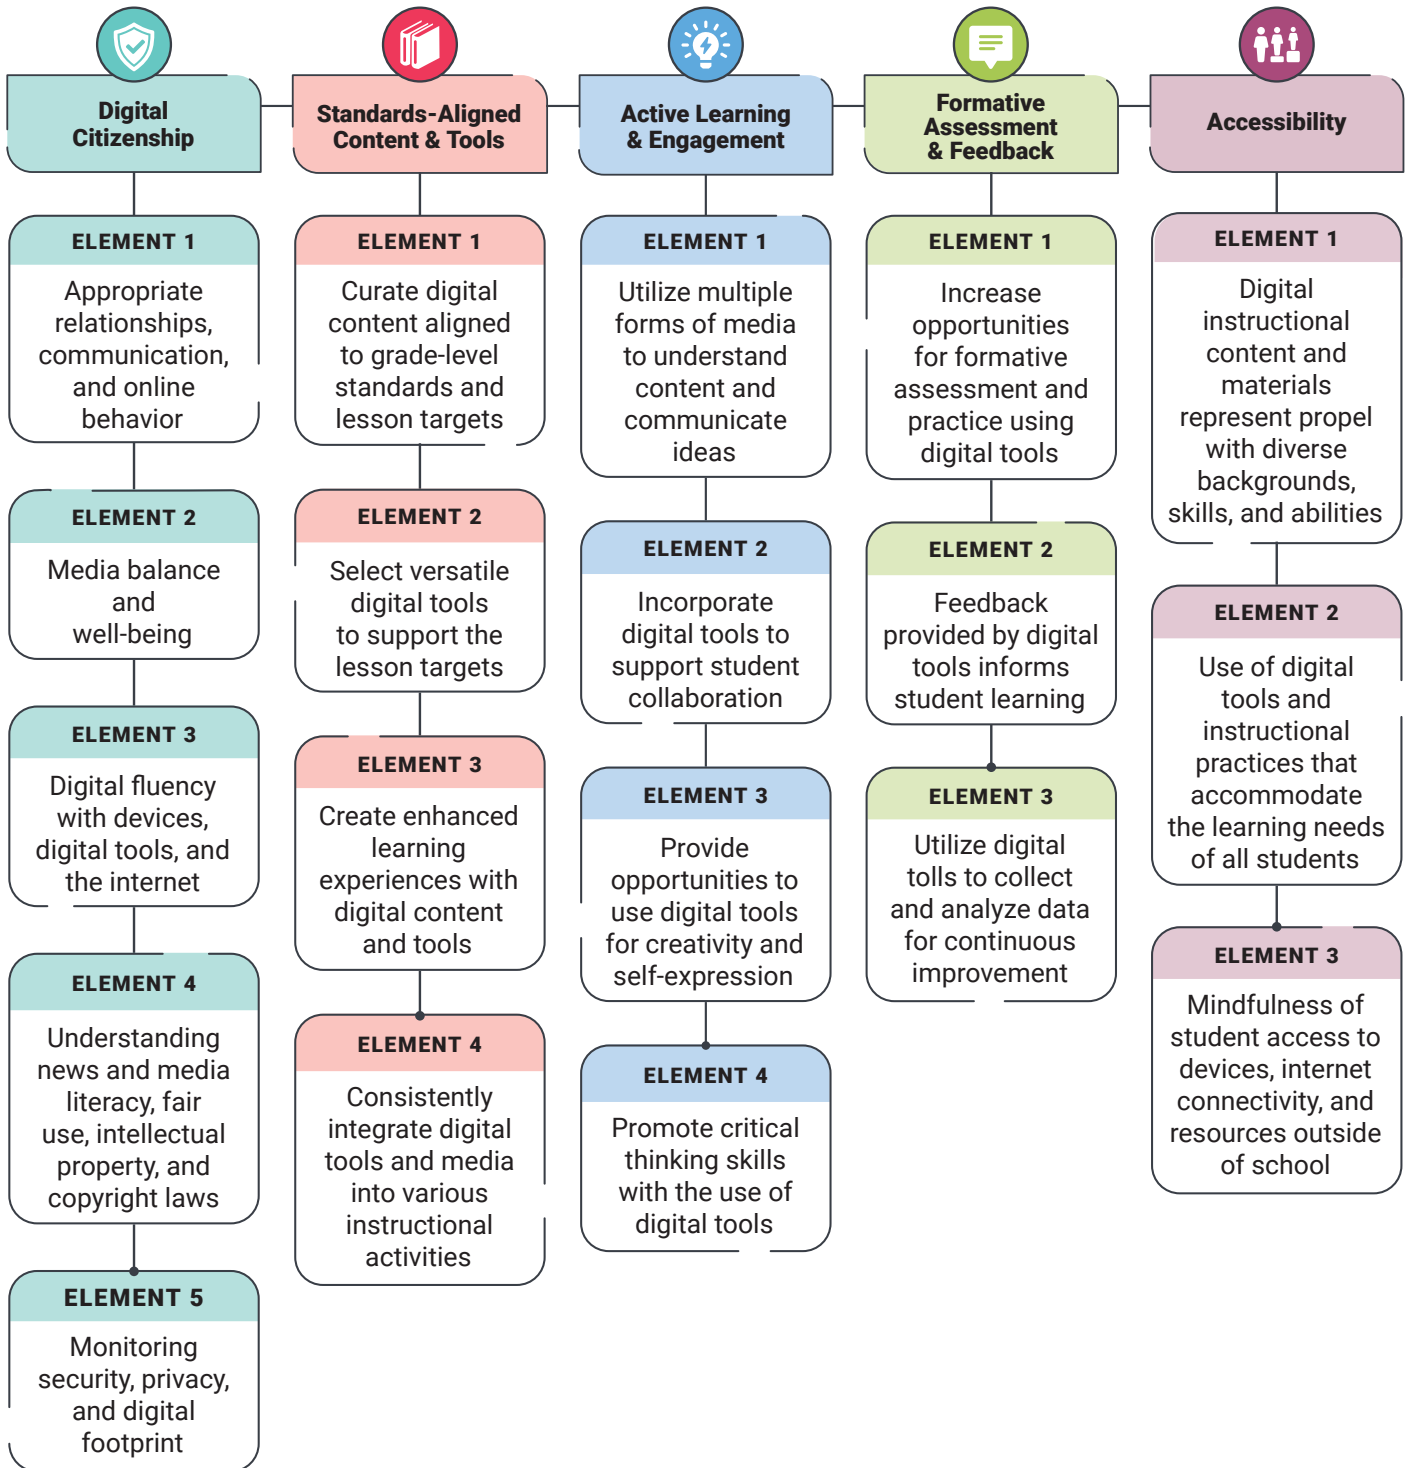 Digital
Citizenship
ELEMENT 1
Appropriate
relationships,
communication,
and online
behavior
ELEMENT 2
Media balance
and
well-being
ELEMENT 3
Digital fluency
with devices,
digital tools, and
the internet
ELEMENT 4
Understanding
news and media
literacy, fair
use, intellectual
property, and
copyright laws
ELEMENT 5
Monitoring
security, privacy,
and digital
footprint
Standards-Aligned
Content & Tools
ELEMENT 1
Curate digital
content aligned
to grade-level
standards and
lesson targets
ELEMENT 2
Select versatile
digital tools
to support the
lesson targets
ELEMENT 3
Create enhanced
learning
experiences with
digital content
and tools
ELEMENT 4
Consistently
integrate digital
tools and media
into various
instructional
activities
Active Learning
& Engagement
ELEMENT 1
Utilize multiple
forms of media
to understand
content and
communicate
ideas
ELEMENT 2
Incorporate
digital tools to
support student
collaboration
ELEMENT 3
Provide
opportunities to
use digital tools
for creativity and
self-expression
ELEMENT 4
Promote critical
thinking skills
with the use of
digital tools
Formative
Assessment
& Feedback
ELEMENT 1
Increase
opportunities
for formative
assessment and
practice using
digital tools
ELEMENT 2
Feedback
provided by digital
tools informs
student learning
ELEMENT 3
Utilize digital
tolls to collect
and analyze data
for continuous
improvement
Accessibility
ELEMENT 1
Digital
instructional
content and
materials
represent propel
with diverse
backgrounds,
skills, and abilities
ELEMENT 2
Use of digital
tools and
instructional
practices that
accommodate
the learning needs
of all students
ELEMENT 3
Mindfulness of
student access to
devices, internet
connectivity, and
resources outside
of school